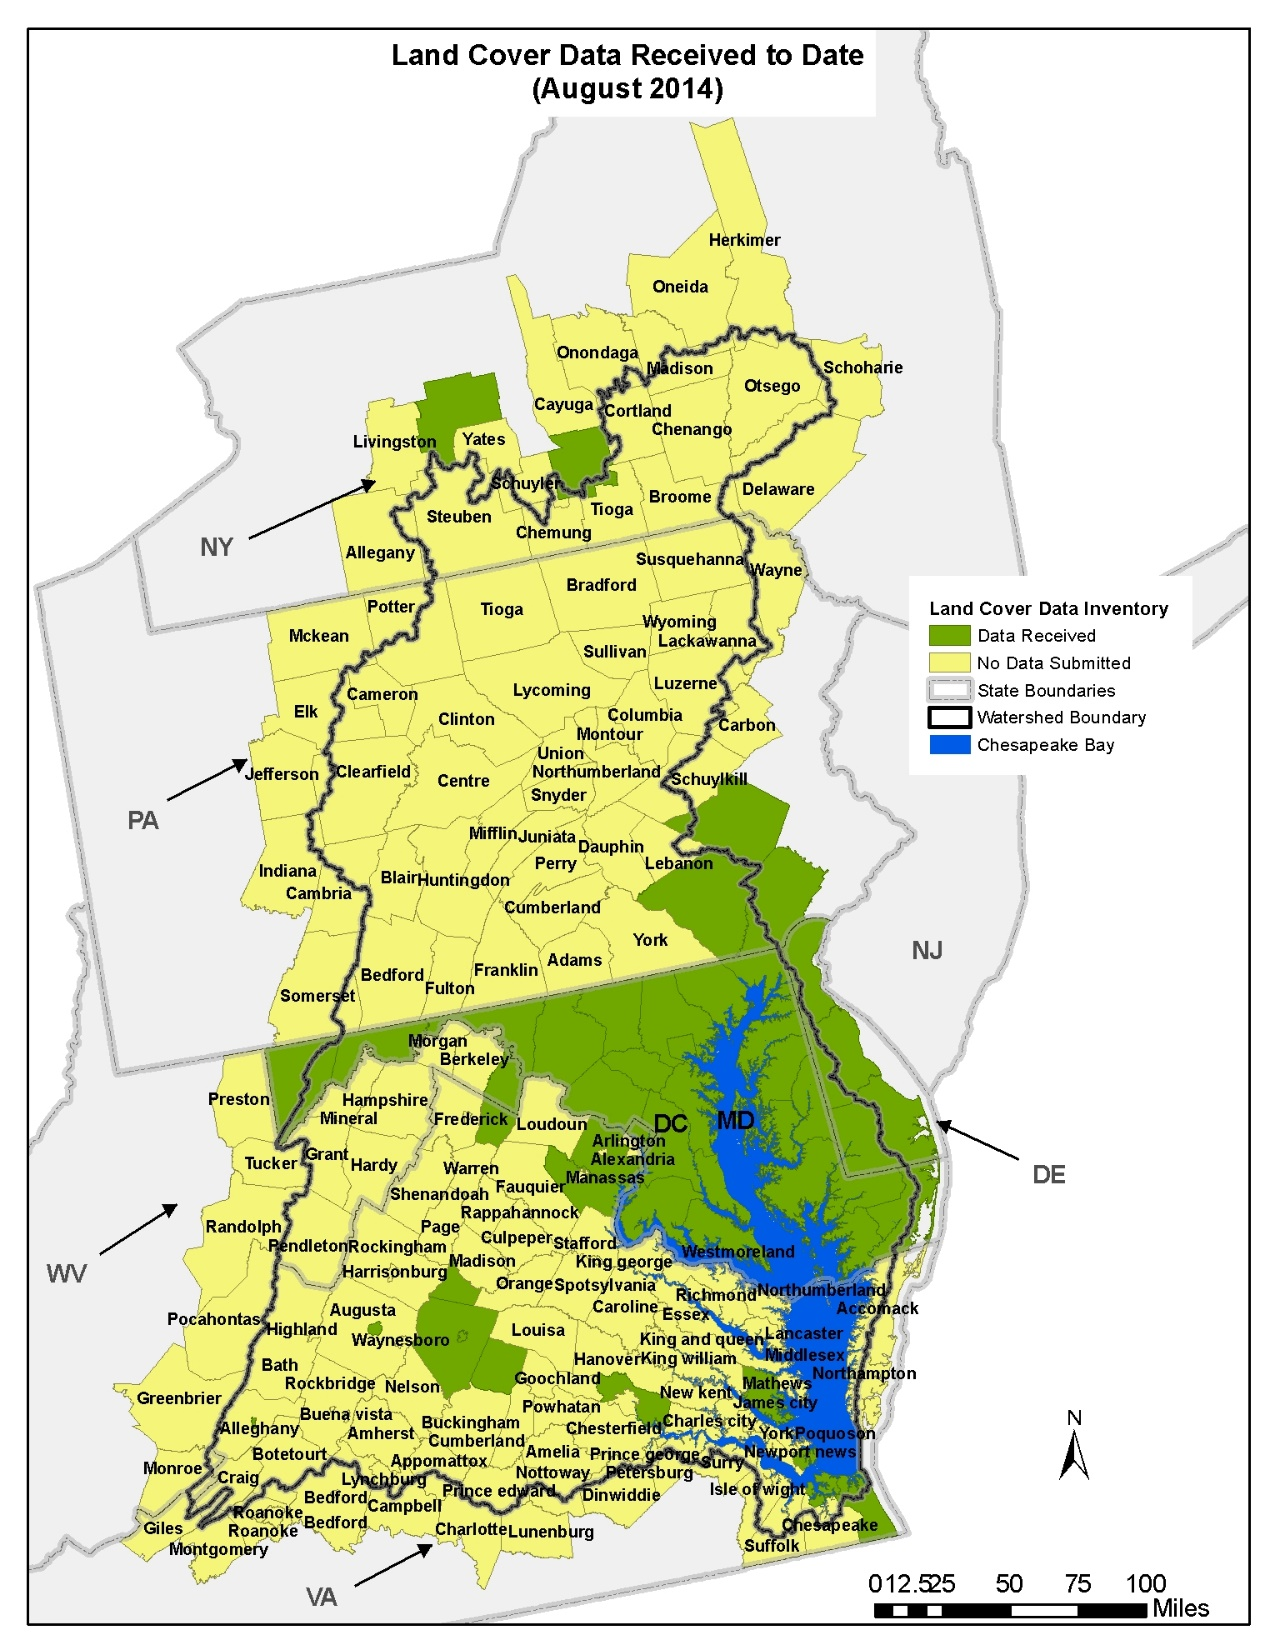 Land Cover Data Received to Date
(August 2014)
Herkimer
Oneida
Onondaga
Madison
Schoharie
Otsego
Cayuga
Cortland
Chenango
Livingston
Yates
Schuyler
Broome
Delaware
Tioga
Steuben
Chemung
NY
Allegany
Susquehanna
Wayne
Bradford
Potter
Tioga
Wyoming
Mckean
Lackawanna
Sullivan
Luzerne
Cameron
Lycoming
Elk
Columbia
Clinton
Carbon
Montour
Union
Jefferson
Clearfield
Northumberland
Schuylkill
Centre
Snyder
PA
Mifflin
Juniata
Dauphin
Perry
Lebanon
Indiana
Blair
Huntingdon
Cambria
Cumberland
York
NJ
Adams
Franklin
Bedford
Fulton
Somerset
Morgan
Berkeley
Preston
Hampshire
Mineral
Frederick
Loudoun
DC
MD
Arlington
Alexandria
Manassas
DE
Tucker
Grant
Hardy
Warren
Fauquier
Shenandoah
Rappahannock
Randolph
Page
Culpeper
Stafford
Pendleton
Rockingham
Westmoreland
Madison
King george
WV
Harrisonburg
Orange
Spotsylvania
Northumberland
Richmond
Caroline
Essex
Accomack
Augusta
Pocahontas
Highland
Waynesboro
Louisa
Lancaster
King and queen
Middlesex
Hanover
King william
Bath
Northampton
Goochland
Rockbridge
Nelson
Mathews
New kent
Greenbrier
James city
Powhatan
Buena vista
Buckingham
Charles city
Alleghany
Amherst
Chesterfield
York
Poquoson
Cumberland
Newport news
Botetourt
Amelia
Prince george
Appomattox
Surry
Monroe
Craig
Nottoway
Petersburg
Lynchburg
Prince edward
Isle of wight
Bedford
Campbell
Dinwiddie
Roanoke
Bedford
Chesapeake
Giles
Roanoke
Charlotte
Lunenburg
Montgomery
Suffolk
VA
Land Cover Data Inventory
Data Received
No Data Submitted
State Boundaries
Watershed Boundary
Chesapeake Bay
N
0 12.5 25 50 75 100
Miles